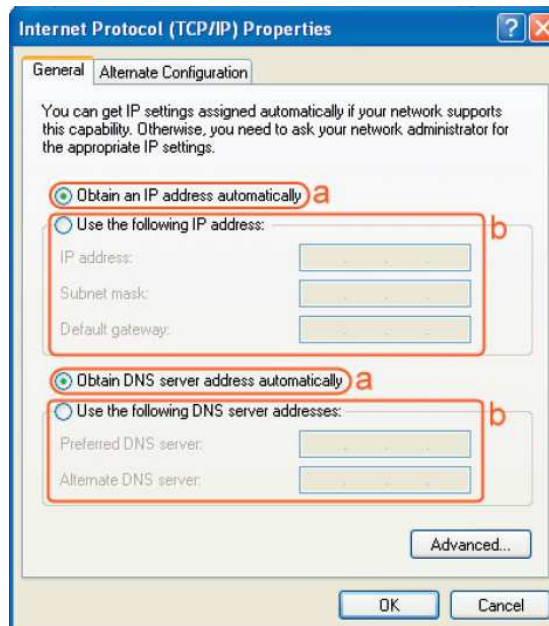 Internet Protocol (TCP/IP) Properties
General
Alternate Configuration
You can get IP settings assigned automatically if your network supports
this capability. Otherwise, you need to ask your network administrator for
the appropriate IP settings.
Obtain an IP address automatically a
Use the following IP address: b
IP address:
Subnet mask:
Default gateway:
Obtain DNS server address automatically a
Use the following DNS server addresses: b
Preferred DNS server:
Alternate DNS server:
Advanced...
OK
Cancel